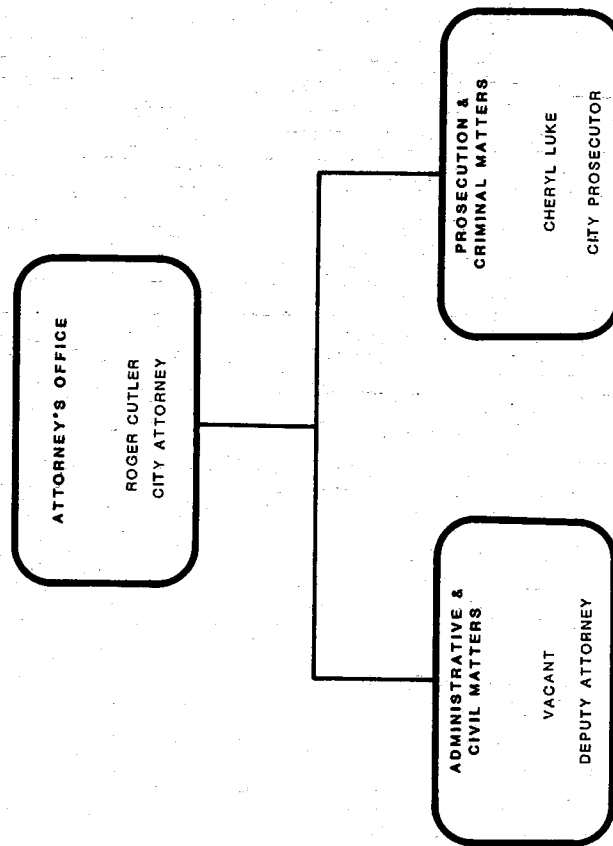 ATTORNEY'S OFFICE
ROGER CUTLER
CITY ATTORNEY
ADMINISTRATIVE &
CIVIL MATTERS
VACANT
DEPUTY ATTORNEY
PROSECUTION &
CRIMINAL MATTERS
CHERYL LUKE
CITY PROSECUTOR